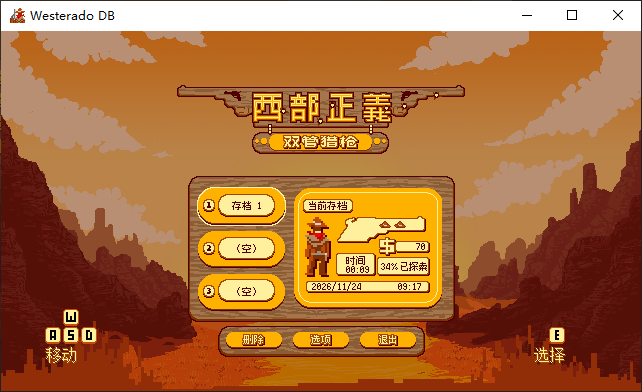 Westerado DB
西部正義
双管猎枪
1 存档 1
2 （空）
3 （空）
当前存档
$ 70
时间
00:09
34% 已探索
2026/11/24 09:17
删除 选项 退出
W
A S D
移动
E
选择